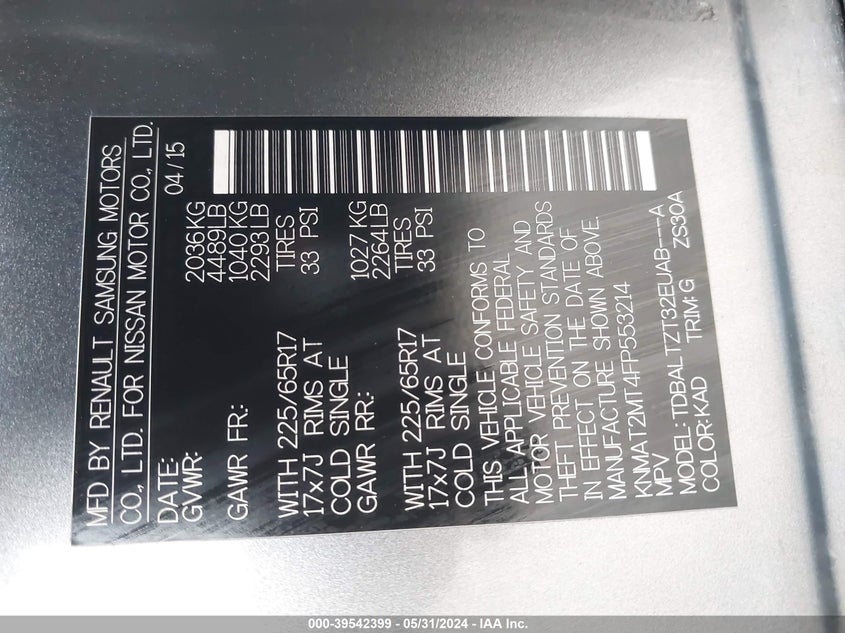 MFD BY RENAULT SAMSUNG MOTORS
CO., LTD. FOR NISSAN MOTOR CO., LTD.
DATE: 04/15
GVWR: 2036KG
4489LB
GAWR FR: 1040KG
2293LB
WITH 225/65R17 TIRES
17x7J RIMS AT 33 PSI
COLD SINGLE
GAWR RR: 1027KG
2264LB
WITH 225/65R17 TIRES
17x7J RIMS AT 33 PSI
COLD SINGLE
THIS VEHICLE CONFORMS TO
ALL APPLICABLE FEDERAL
MOTOR VEHICLE SAFETY AND
THEFT PREVENTION STANDARDS
IN EFFECT ON THE DATE OF
MANUFACTURE SHOWN ABOVE.
KNMAT2MT4FP553214
MPV
MODEL: TDBALTZT32EUAB---A
COLOR: KAD TRIM: G ZS30A
000-39542399 - 05/31/2024 - IAA Inc.